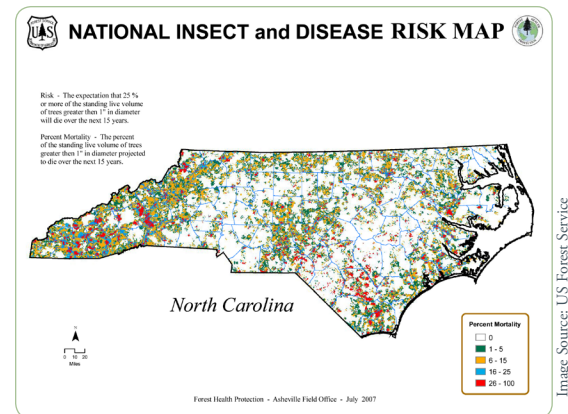 NATIONAL INSECT and DISEASE RISK MAP
Risk - The expectation that 25 %
or more of the standing live volume
of trees greater then 1" in diameter
will die over the next 15 years.
Percent Mortality - The percent
of the standing live volume of trees
greater then 1" in diameter projected
to die over the next 15 years.
North Carolina
N
0 10 20
Miles
Percent Mortality
0
1 - 5
6 - 15
16 - 25
26 - 100
Forest Health Protection - Asheville Field Office - July 2007
Image Source: US Forest Service
UAS